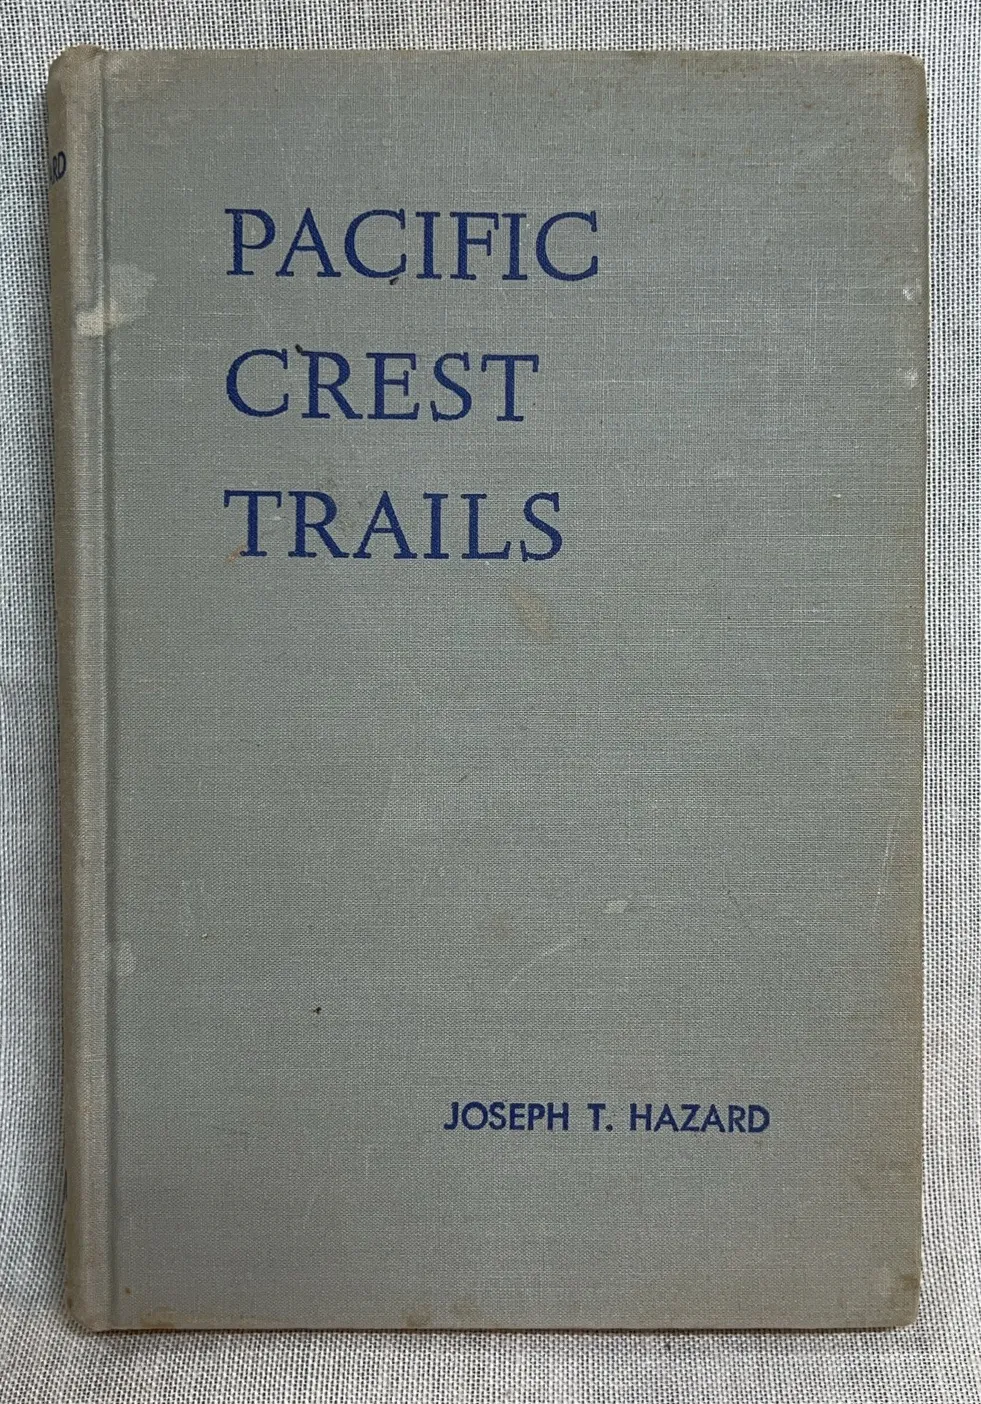 PACIFIC
CREST
TRAILS
JOSEPH T. HAZARD